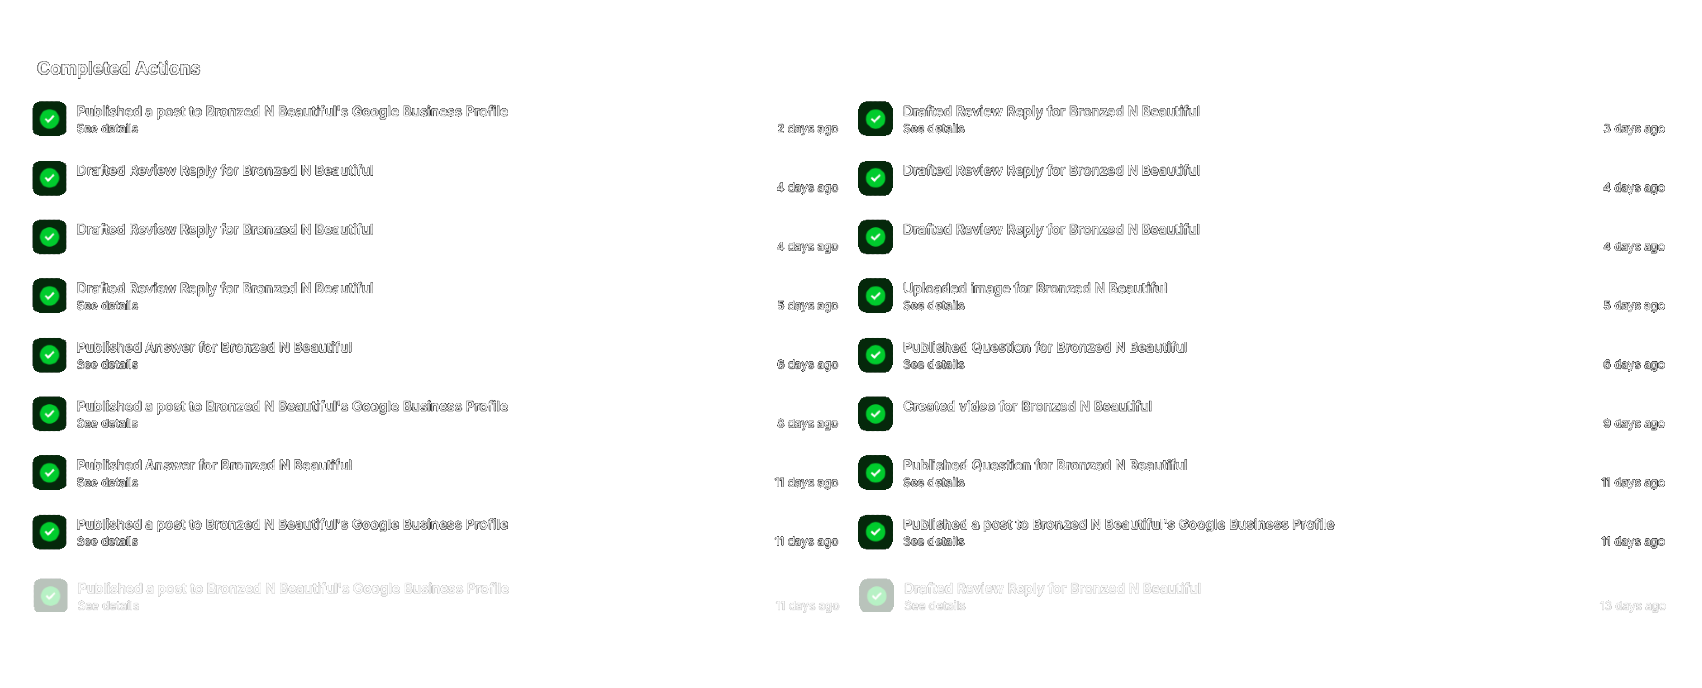 Completed Actions
Published a post to Bronzed N Beautiful's Google Business Profile
See details
2 days ago
Drafted Review Reply for Bronzed N Beautiful
See details
3 days ago
Drafted Review Reply for Bronzed N Beautiful
4 days ago
Drafted Review Reply for Bronzed N Beautiful
4 days ago
Drafted Review Reply for Bronzed N Beautiful
4 days ago
Drafted Review Reply for Bronzed N Beautiful
4 days ago
Drafted Review Reply for Bronzed N Beautiful
See details
5 days ago
Uploaded image for Bronzed N Beautiful
See details
5 days ago
Published Answer for Bronzed N Beautiful
See details
6 days ago
Published Question for Bronzed N Beautiful
See details
6 days ago
Published a post to Bronzed N Beautiful's Google Business Profile
See details
8 days ago
Created video for Bronzed N Beautiful
9 days ago
Published Answer for Bronzed N Beautiful
See details
11 days ago
Published Question for Bronzed N Beautiful
See details
11 days ago
Published a post to Bronzed N Beautiful's Google Business Profile
See details
11 days ago
Published a post to Bronzed N Beautiful's Google Business Profile
See details
11 days ago
Published a post to Bronzed N Beautiful's Google Business Profile
See details
11 days ago
Drafted Review Reply for Bronzed N Beautiful
See details
13 days ago